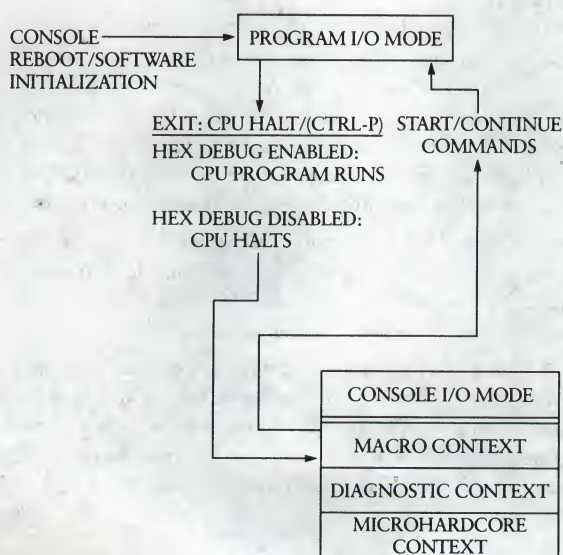 CONSOLE
REBOOT/SOFTWARE
INITIALIZATION
PROGRAM I/O MODE
EXIT: CPU HALT/(CTRL-P)
HEX DEBUG ENABLED:
CPU PROGRAM RUNS
HEX DEBUG DISABLED:
CPU HALTS
START/CONTINUE
COMMANDS
CONSOLE I/O MODE
MACRO CONTEXT
DIAGNOSTIC CONTEXT
MICROHARDCORE
CONTEXT